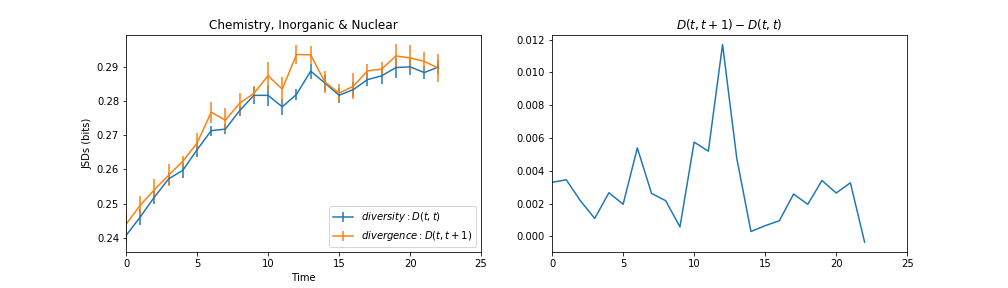 Chemistry, Inorganic & Nuclear
JSDs (bits)
0.29
0.28
0.27
0.26
0.25
0.24
0 5 10 15 20 25
Time
diversity: D(t, t)
divergence: D(t, t + 1)
D(t, t + 1) − D(t, t)
0.012
0.010
0.008
0.006
0.004
0.002
0.000
0 5 10 15 20 25